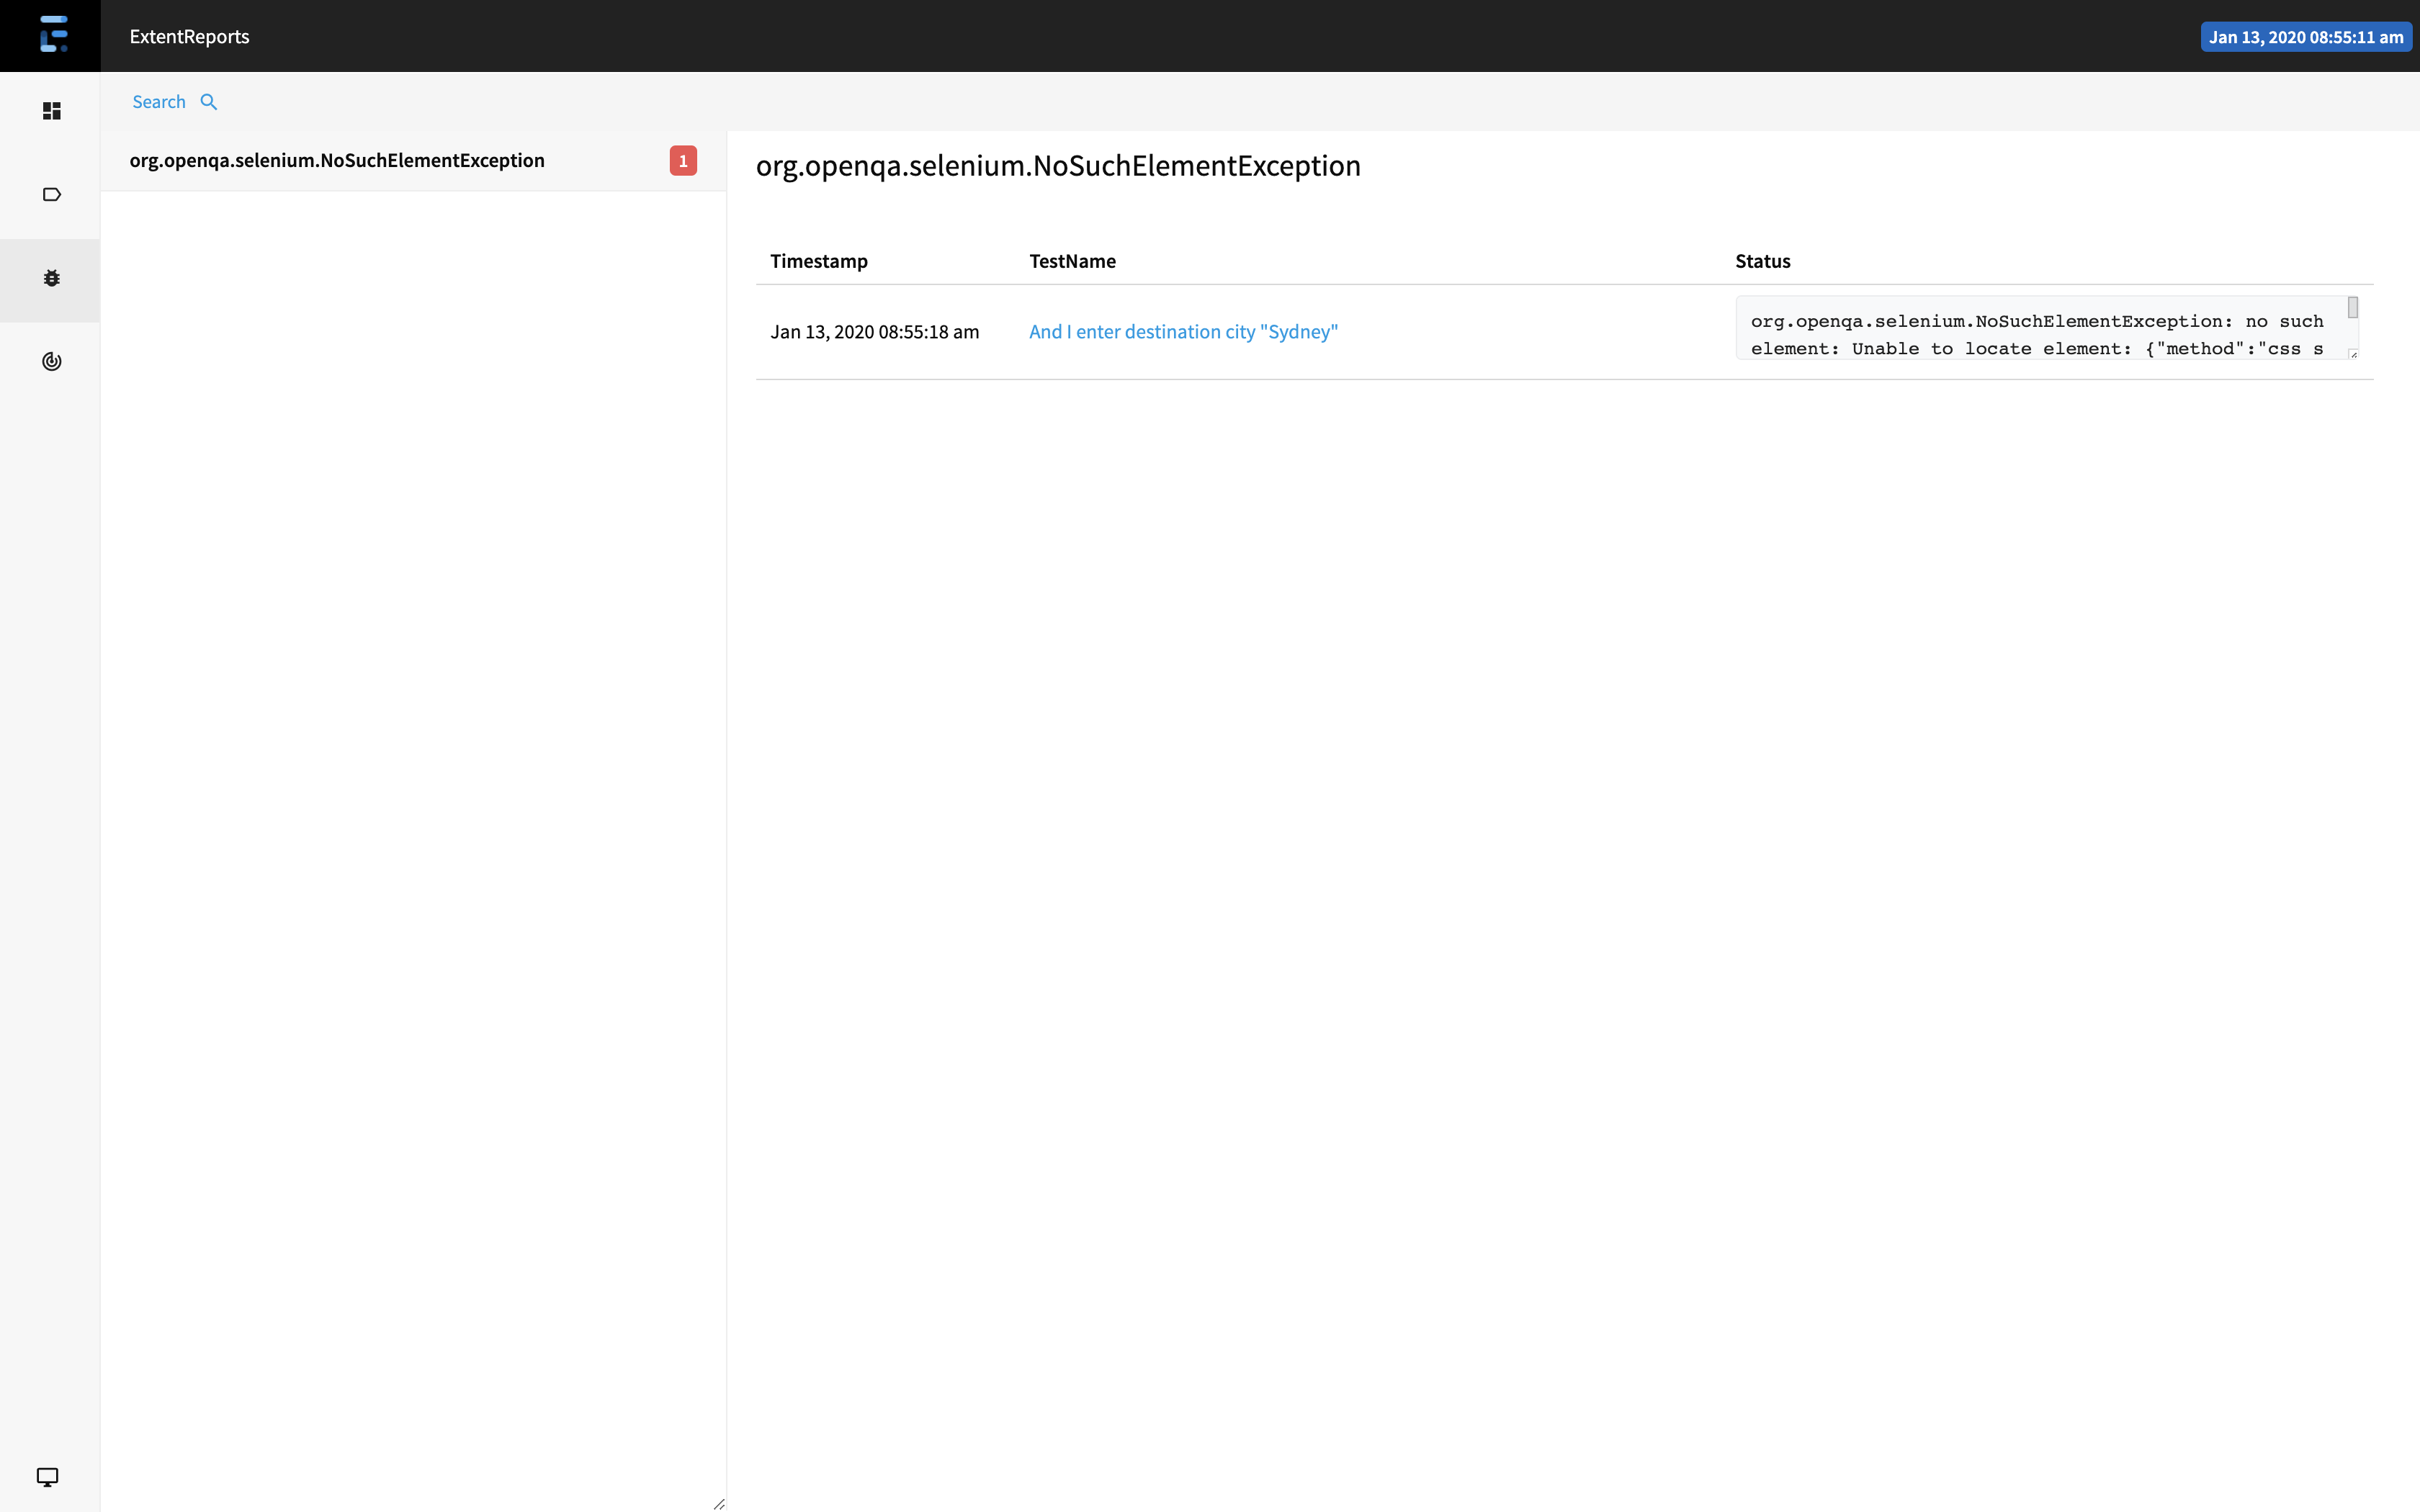 ExtentReports
Jan 13, 2020 08:55:11 am
Search
org.openqa.selenium.NoSuchElementException
1
org.openqa.selenium.NoSuchElementException
Timestamp TestName Status
Jan 13, 2020 08:55:18 am And I enter destination city "Sydney" org.openqa.selenium.NoSuchElementException: no such
element: Unable to locate element: {"method":"css s